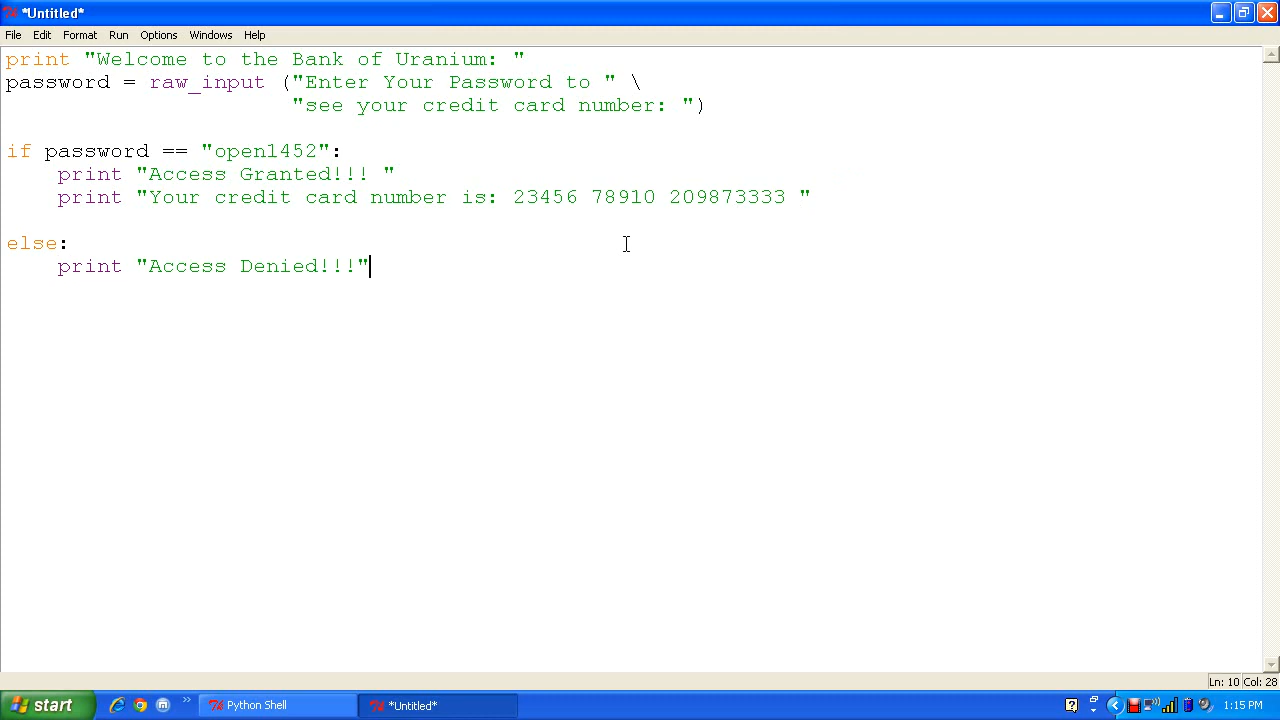 *Untitled*
File Edit Format Run Options Windows Help
print "Welcome to the Bank of Uranium: "
password = raw_input ("Enter Your Password to " \
"see your credit card number: ")
if password == "open1452":
print "Access Granted!!! "
print "Your credit card number is: 23456 78910 209873333 "
else:
print "Access Denied!!!"
Ln: 10 Col: 28
start Python Shell *Untitled* 1:15 PM